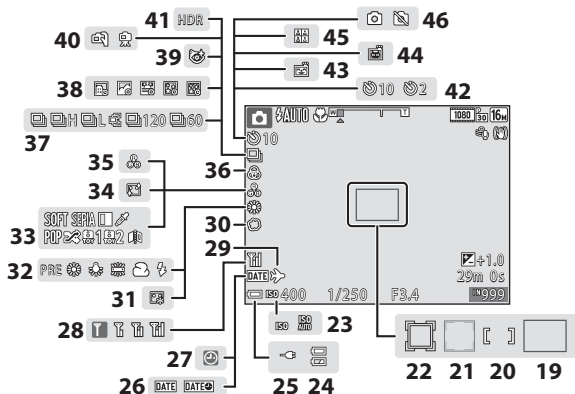 41 HDR
46
40
45
39
44
43
38
10 2 42
H L 120 60
37
AUTO W T 1080 30 16M
10
35
36
34
SOFT SEPIA
33 POP 1 2
30
29
32 PRE
31
+1.0
DATE 29m 0s
28
ISO 400 1/250 F3.4 IN 999
ISO ISO AUTO 23
27
26 DATE DATE
25 24
22 21 20 19